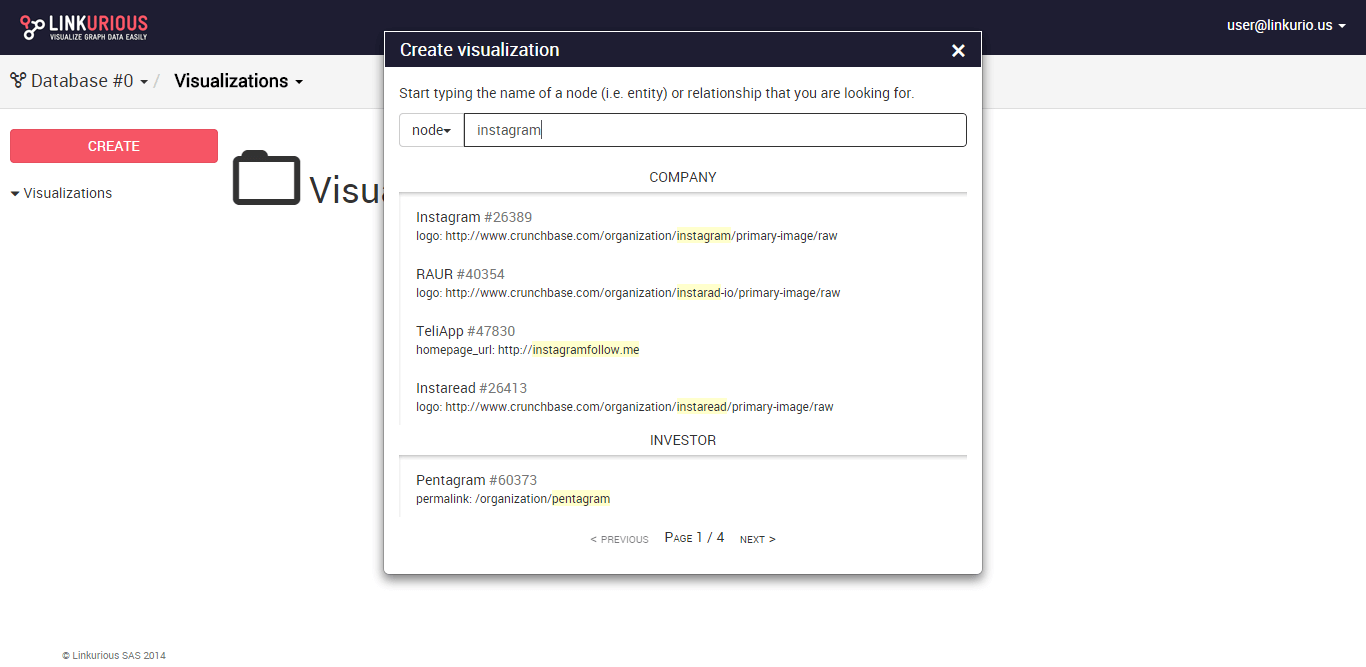 LINKURIOUS
VISUALIZE GRAPH DATA EASILY
user@linkurio.us
Database #0 / Visualizations
CREATE
Visualizations
Create visualization ×
Start typing the name of a node (i.e. entity) or relationship that you are looking for.
node instagram
COMPANY
Instagram #26389
logo: http://www.crunchbase.com/organization/instagram/primary-image/raw
RAUR #40354
logo: http://www.crunchbase.com/organization/instarad-io/primary-image/raw
TeliApp #47830
homepage_url: http://instagramfollow.me
Instaread #26413
logo: http://www.crunchbase.com/organization/instaread/primary-image/raw
INVESTOR
Pentagram #60373
permalink: /organization/pentagram
< PREVIOUS PAGE 1 / 4 NEXT >
© Linkurious SAS 2014